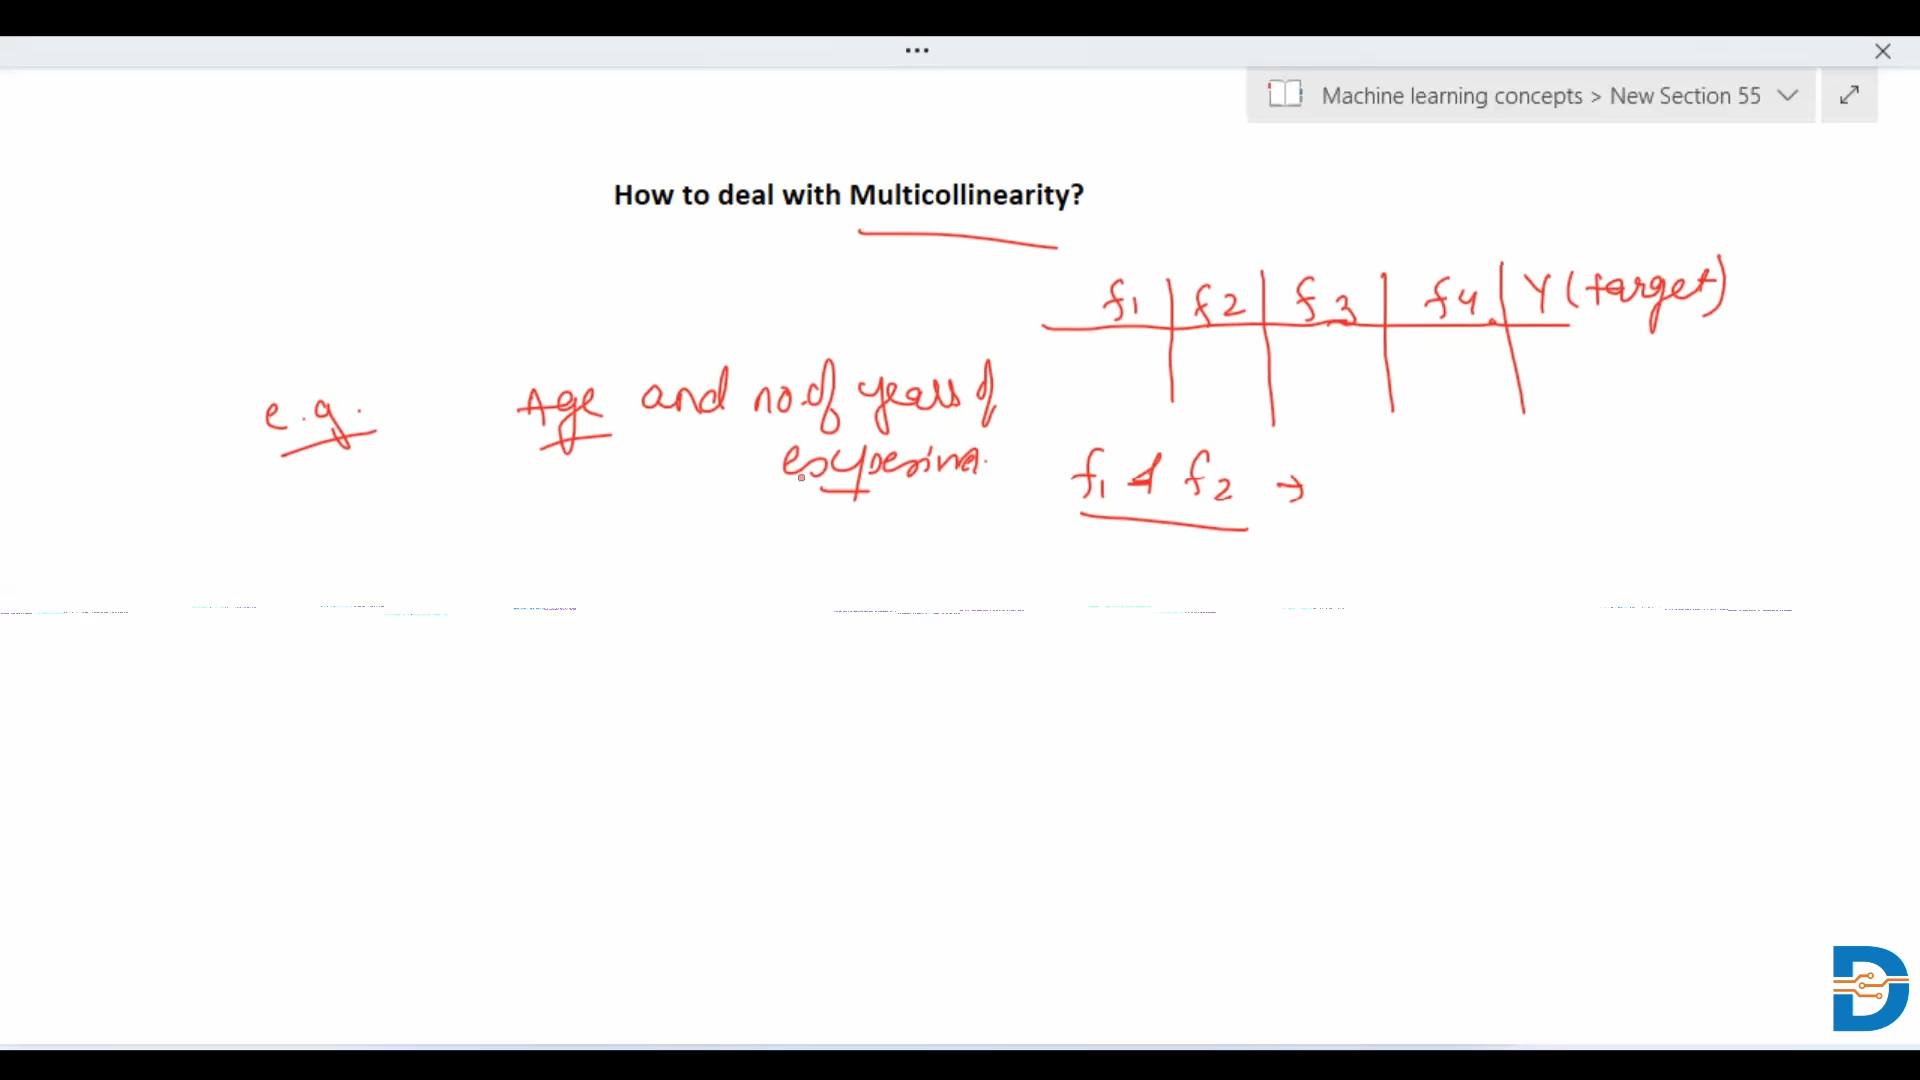 ...
Machine learning concepts > New Section 55
How to deal with Multicollinearity?
f1 f2 f3 f4 Y (target)
e.g. Age and no. of years of
f1 & f2 →